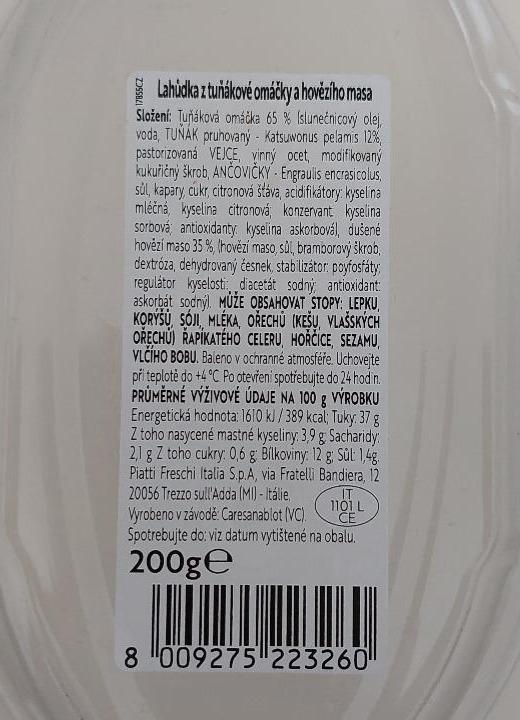 17855CZ
Lahůdka z tuňákové omáčky a hovězího masa
Složení: Tuňáková omáčka 65 % (slunečnicový olej,
voda, TUŇÁK pruhovaný - Katsuwonus pelamis 12%,
pastorizovaná VEJCE, vinný ocet, modifikovaný
kukuřičný škrob, ANČOVIČKY - Engraulis encrasicolus,
sůl, kapary, cukr, citronová šťáva, acidifikátory: kyselina
mléčná, kyselina citronová; konzervant: kyselina
sorbová; antioxidanty: kyselina askorbová), dušené
hovězí maso 35 %, (hovězí maso, sůl, bramborový škrob,
dextróza, dehydrovaný česnek, stabilizátor: poyfosfáty;
regulátor kyselosti: diacetát sodný; antioxidant:
askorbát sodný). MŮŽE OBSAHOVAT STOPY: LEPKU,
KORÝŠŮ, SÓJI, MLÉKA, OŘECHŮ (KEŠU, VLAŠSKÝCH
OŘECHŮ) ŘAPÍKATÉHO CELERU, HOŘČICE, SEZAMU,
VLČÍHO BOBU. Baleno v ochranné atmosféře. Uchovejte
při teplotě do +4°C. Po otevření spotřebujte do 24 hodin.
PRŮMĚRNÉ VÝŽIVOVÉ ÚDAJE NA 100 g VÝROBKU
Energetická hodnota: 1610 kJ / 389 kcal; Tuky: 37 g
Z toho nasycené mastné kyseliny: 3,9 g; Sacharidy:
2,1 g Z toho cukry: 0,6 g; Bílkoviny: 12 g; Sůl: 1,4g.
Piatti Freschi Italia S.p.A, via Fratelli Bandiera, 12
20056 Trezzo sull'Adda (MI) - Itálie.
Vyrobeno v závodě: Caresanablot (VC).
IT
1101 L
CE
Spotřebujte do: viz datum vytištené na obalu.
200g℮
8 009275 223260